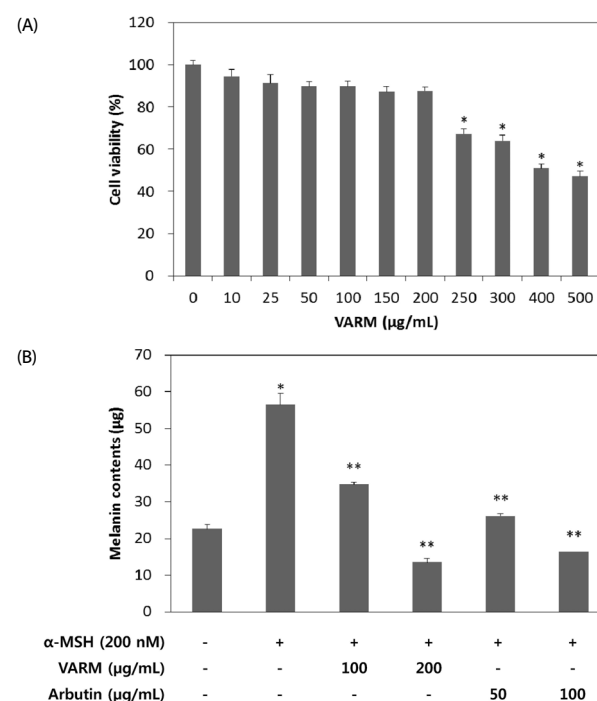 (A)
120
100
80
60
40
20
0
Cell viability (%)
* * * *
0 10 25 50 100 150 200 250 300 400 500
VARM (µg/mL)
(B)
70
60
50
40
30
20
10
0
Melanin contents (µg)
* ** ** ** **
α-MSH (200 nM) - + + + + +
VARM (µg/mL) - - 100 200 - -
Arbutin (µg/mL) - - - - 50 100